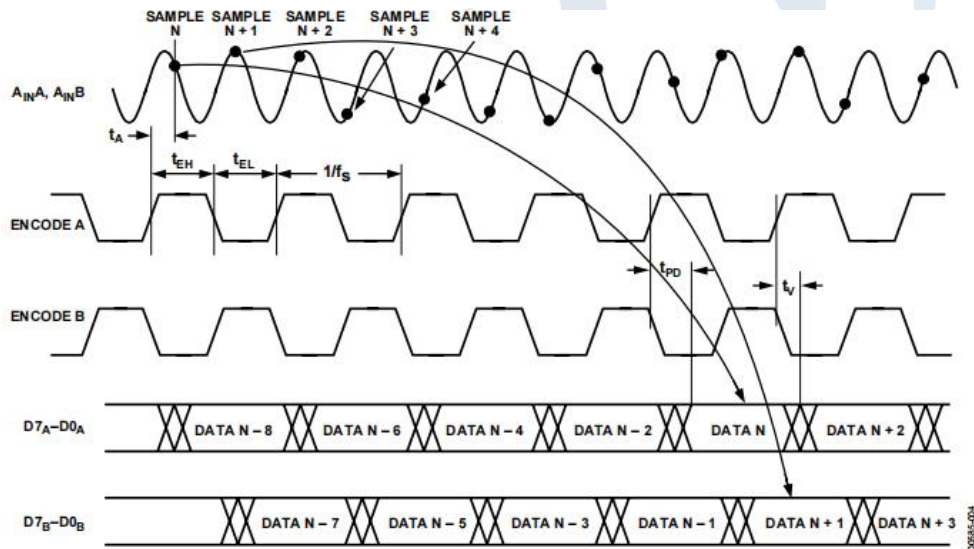 SAMPLE N
SAMPLE N + 1
SAMPLE N + 2
SAMPLE N + 3
SAMPLE N + 4
AINA, AINB
tA
tEH
tEL
1/fS
ENCODE A
tPD
tV
ENCODE B
D7A–D0A
DATA N – 8
DATA N – 6
DATA N – 4
DATA N – 2
DATA N
DATA N + 2
D7B–D0B
DATA N – 7
DATA N – 5
DATA N – 3
DATA N – 1
DATA N + 1
DATA N + 3